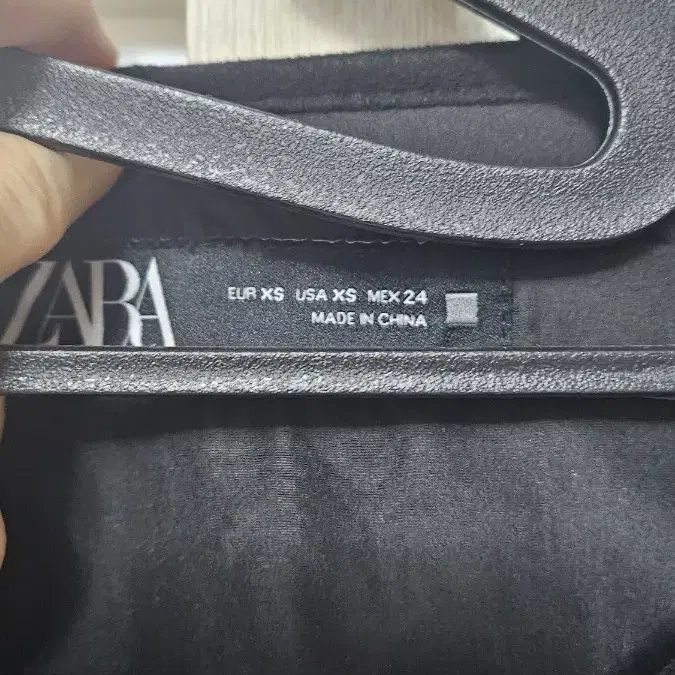 ZARA
EUR XS USA XS MEX 24
MADE IN CHINA